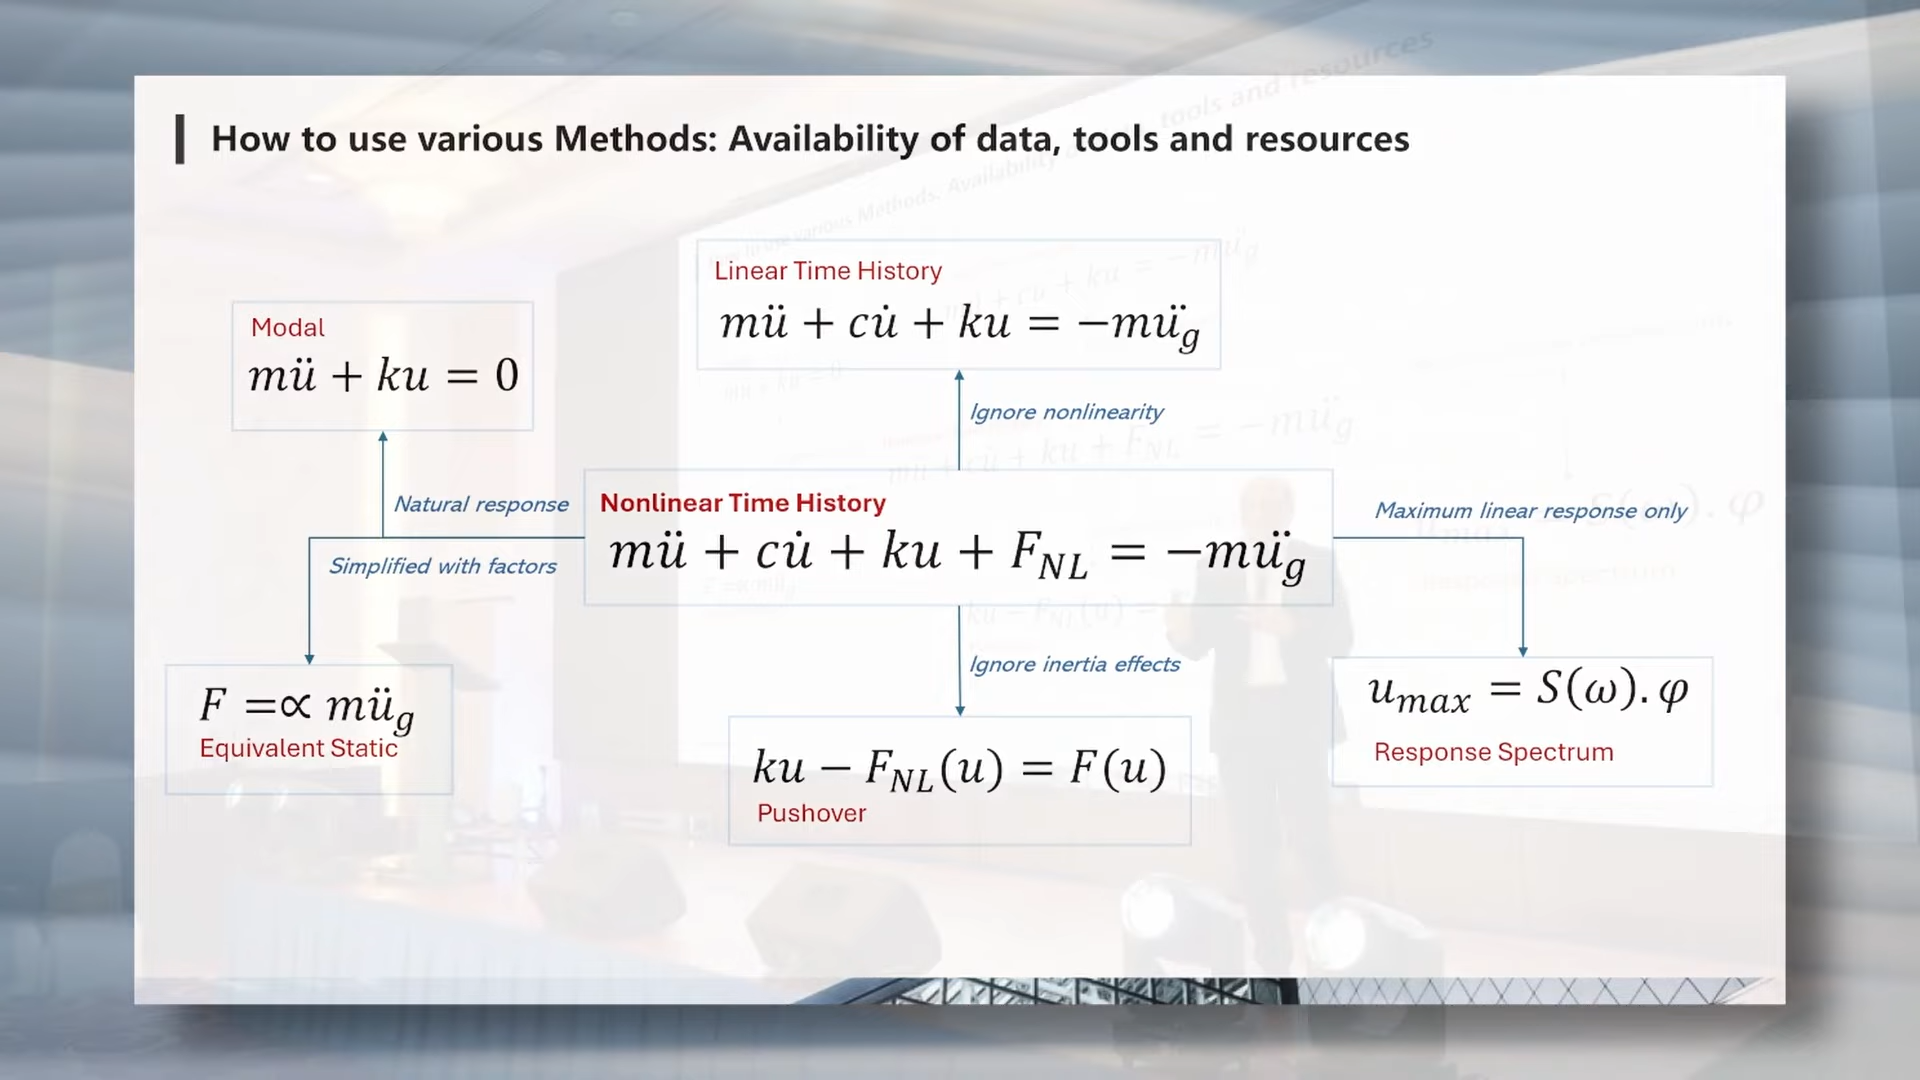 How to use various Methods: Availability of data, tools and resources
Linear Time History
mü + cu̇ + ku = −mü_g
Modal
mü + ku = 0
Ignore nonlinearity
Natural response
Nonlinear Time History
mü + cu̇ + ku + F_NL = −mü_g
Maximum linear response only
Simplified with factors
Ignore inertia effects
F =∝ mü_g
Equivalent Static
ku − F_NL(u) = F(u)
Pushover
u_max = S(ω). φ
Response Spectrum